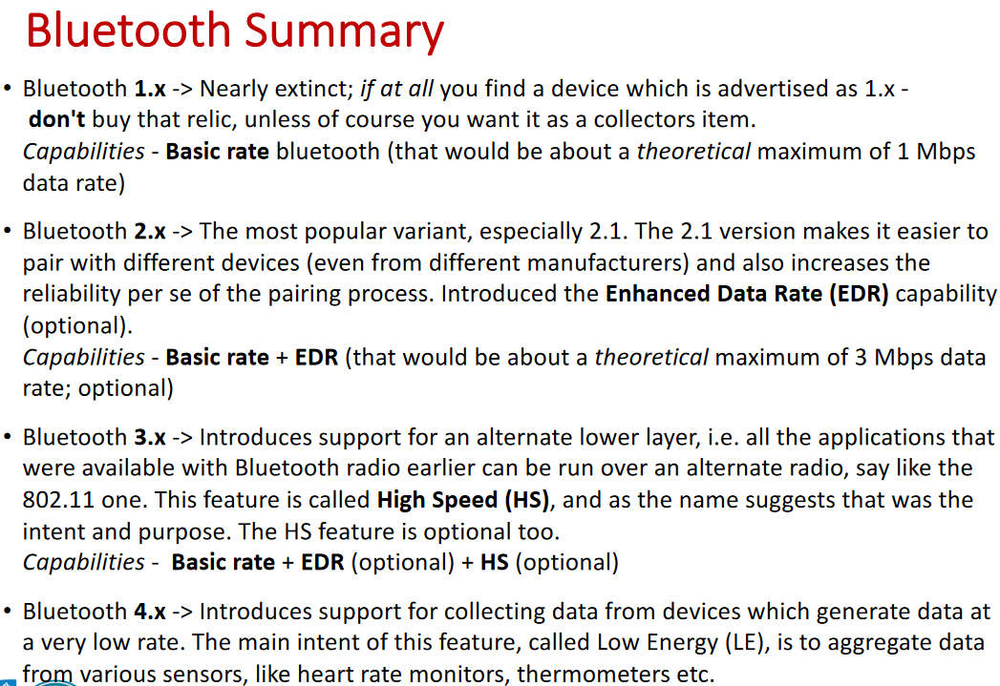 Bluetooth Summary
• Bluetooth 1.x -> Nearly extinct; if at all you find a device which is advertised as 1.x -
don't buy that relic, unless of course you want it as a collectors item.
Capabilities - Basic rate bluetooth (that would be about a theoretical maximum of 1 Mbps
data rate)
• Bluetooth 2.x -> The most popular variant, especially 2.1. The 2.1 version makes it easier to
pair with different devices (even from different manufacturers) and also increases the
reliability per se of the pairing process. Introduced the Enhanced Data Rate (EDR) capability
(optional).
Capabilities - Basic rate + EDR (that would be about a theoretical maximum of 3 Mbps data
rate; optional)
• Bluetooth 3.x -> Introduces support for an alternate lower layer, i.e. all the applications that
were available with Bluetooth radio earlier can be run over an alternate radio, say like the
802.11 one. This feature is called High Speed (HS), and as the name suggests that was the
intent and purpose. The HS feature is optional too.
Capabilities - Basic rate + EDR (optional) + HS (optional)
• Bluetooth 4.x -> Introduces support for collecting data from devices which generate data at
a very low rate. The main intent of this feature, called Low Energy (LE), is to aggregate data
from various sensors, like heart rate monitors, thermometers etc.